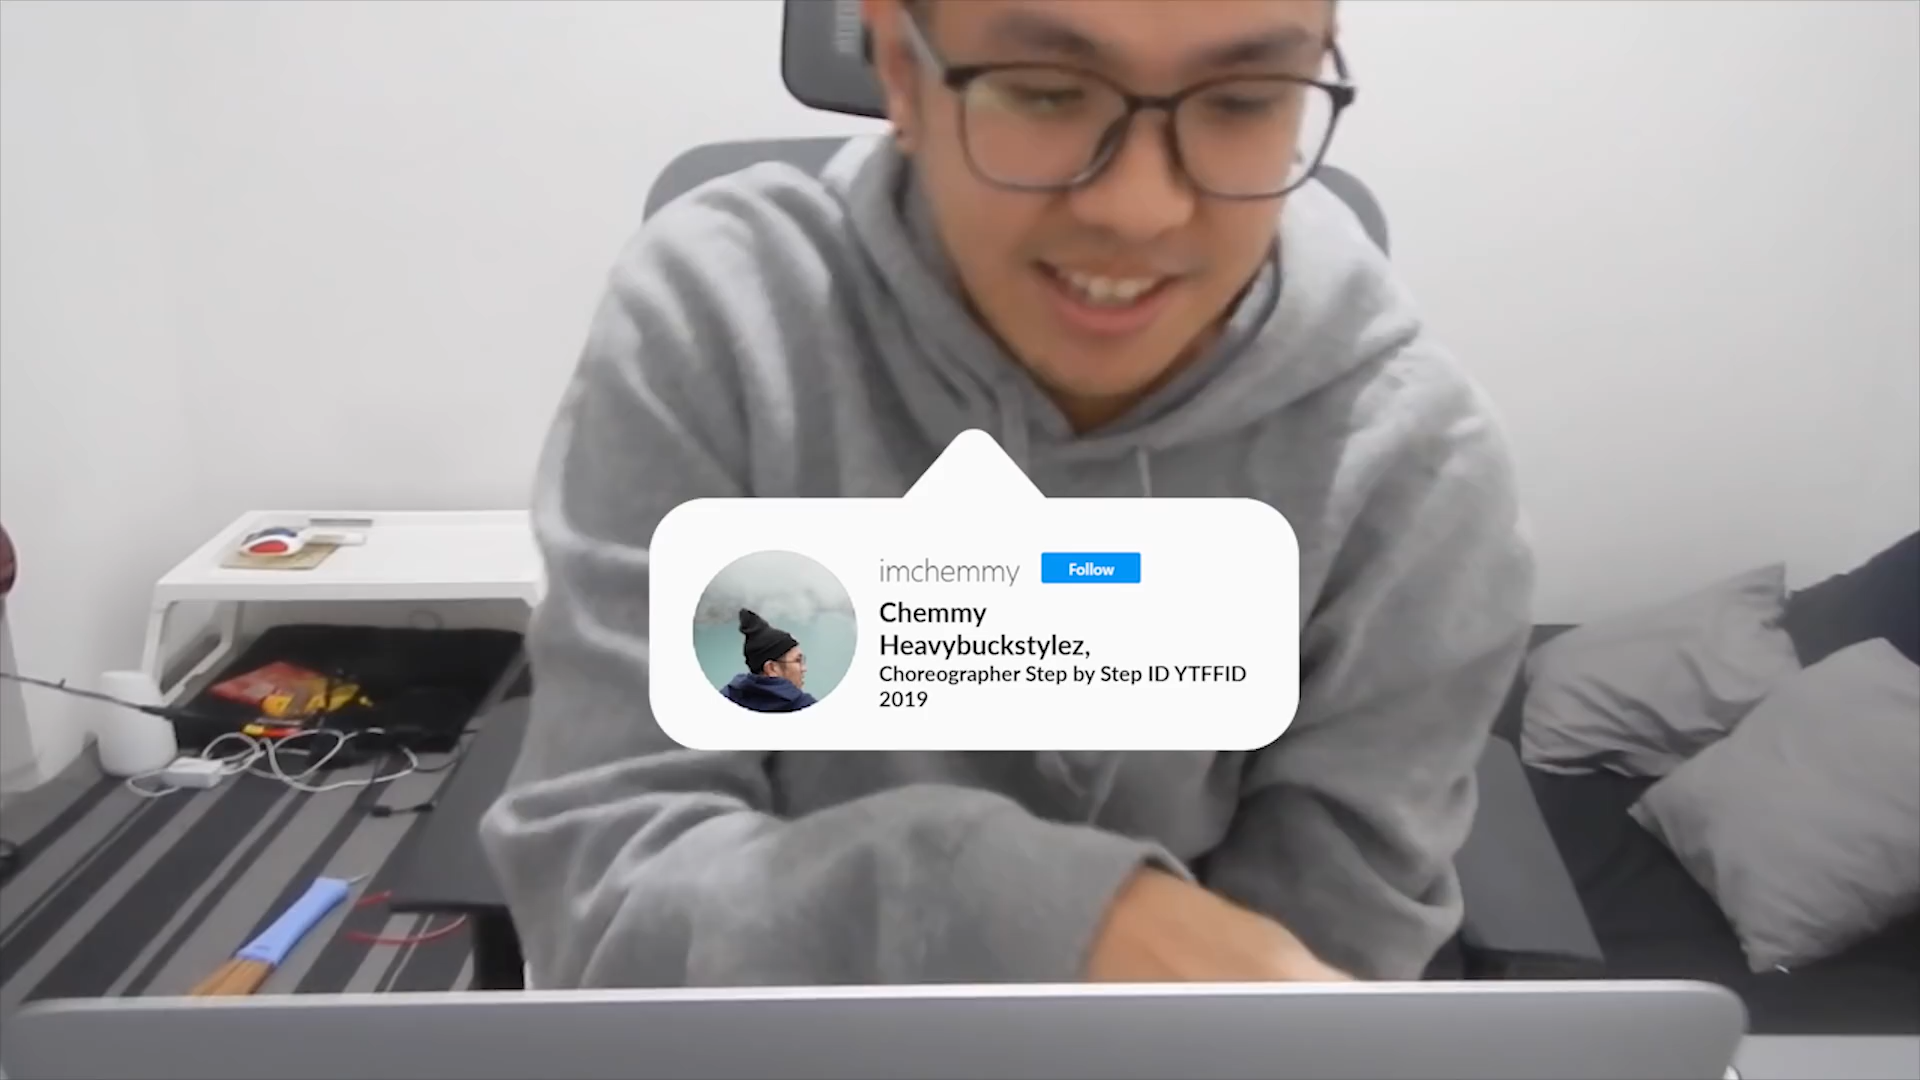 imchemmy
Follow
Chemmy
Heavybuckstylez,
Choreographer Step by Step ID YTFFID
2019